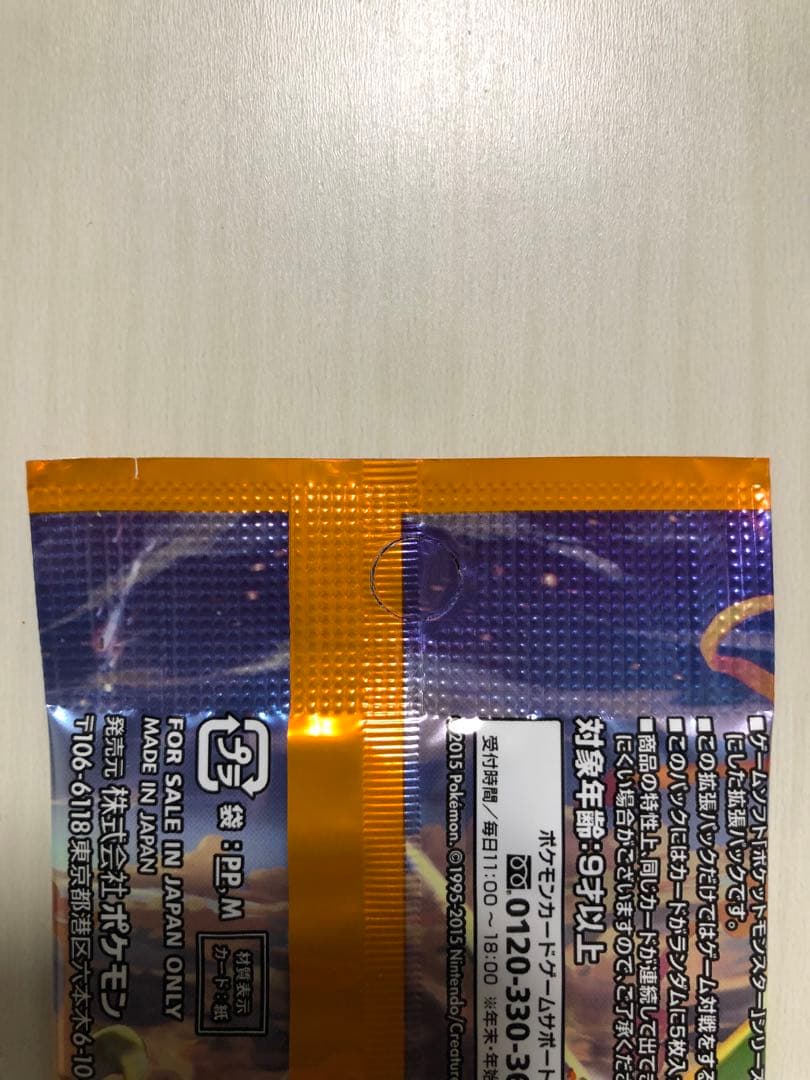 ■ゲームソフト『ポケットモンスター』シリーズ
にした拡張パックです。
■この拡張パックだけではゲーム対戦をする
■このパックにはカードがランダムに5枚入
■商品の特性上、同じカードが連続して出て
にくい場合がございますので、ご了承くだ
対象年齢:9才以上
ポケモンカードゲームサポート
0120-330-36
受付時間/毎日11:00～18:00 ※年末・年始
©2015 Pokémon. ©1995-2015 Nintendo/Creature
プラ
袋:PP,M
材質表示
カード:紙
FOR SALE IN JAPAN ONLY
MADE IN JAPAN
発売元 株式会社ポケモン
〒106-6118東京都港区六本木6-10